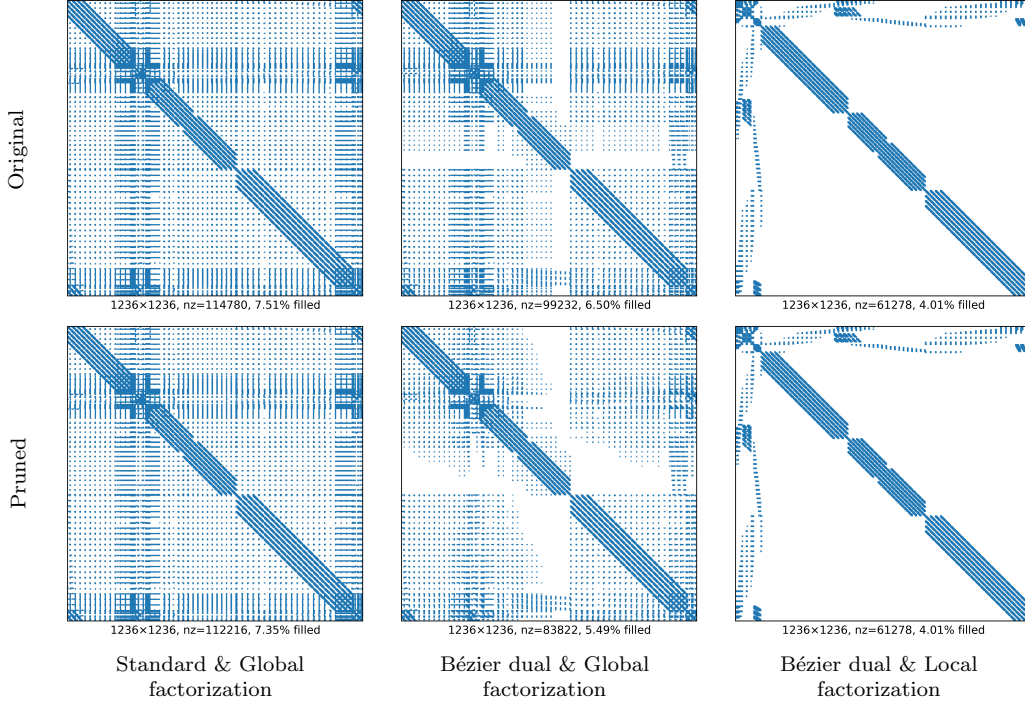 Original
1236×1236, nz=114780, 7.51% filled
1236×1236, nz=99232, 6.50% filled
1236×1236, nz=61278, 4.01% filled
Pruned
1236×1236, nz=112216, 7.35% filled
1236×1236, nz=83822, 5.49% filled
1236×1236, nz=61278, 4.01% filled
Standard & Global
factorization
Bézier dual & Global
factorization
Bézier dual & Local
factorization